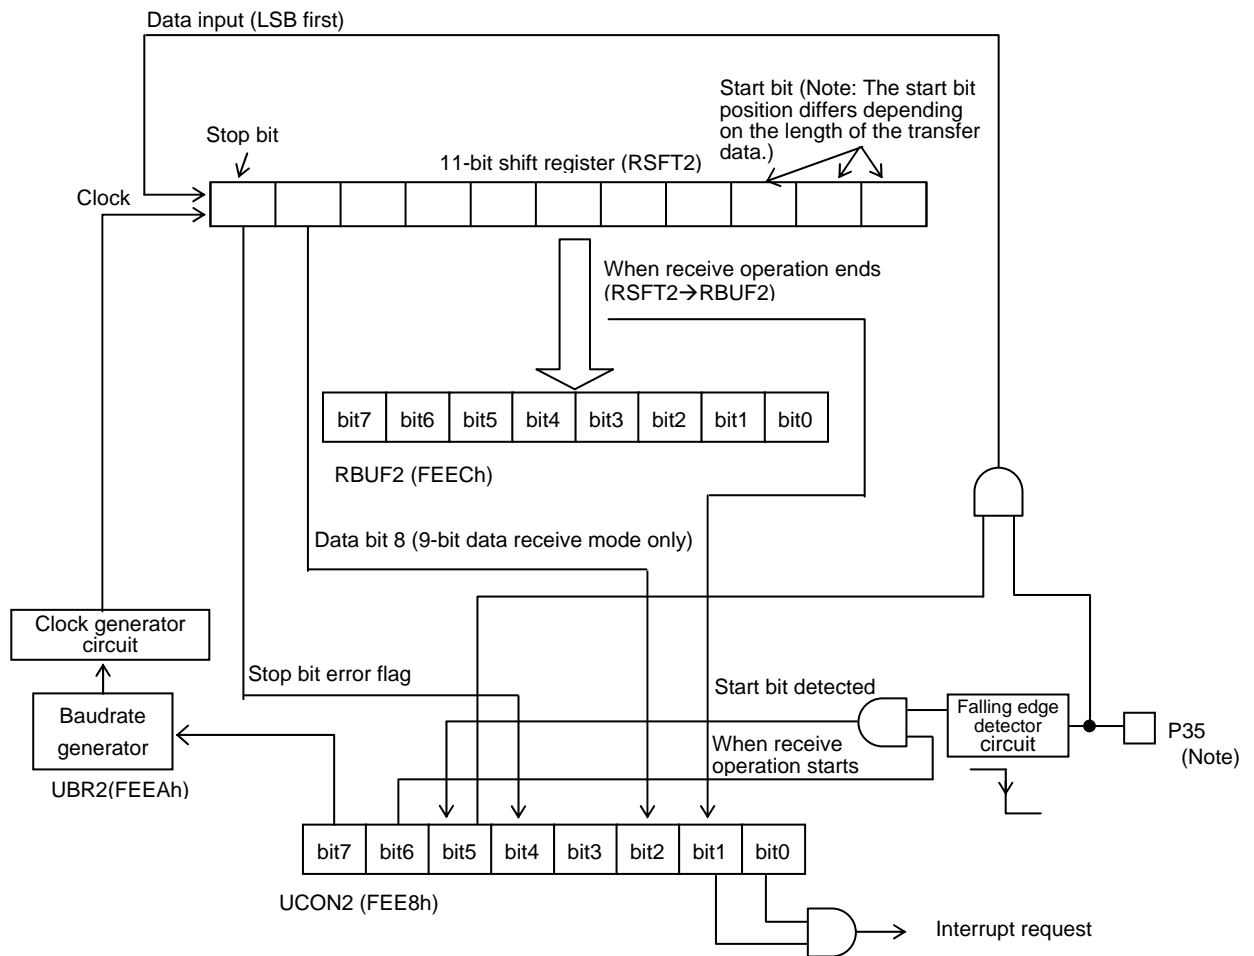 Data input (LSB first)
Start bit (Note: The start bit
position differs depending
on the length of the transfer
data.)
Stop bit
11-bit shift register (RSFT2)
Clock
When receive operation ends
(RSFT2→RBUF2)
bit7 bit6 bit5 bit4 bit3 bit2 bit1 bit0
RBUF2 (FEECh)
Data bit 8 (9-bit data receive mode only)
Clock generator
circuit
Stop bit error flag
Start bit detected
Baudrate
generator
Falling edge
detector
circuit
P35
(Note)
When receive
operation starts
UBR2(FEEAh)
bit7 bit6 bit5 bit4 bit3 bit2 bit1 bit0
UCON2 (FEE8h)
Interrupt request